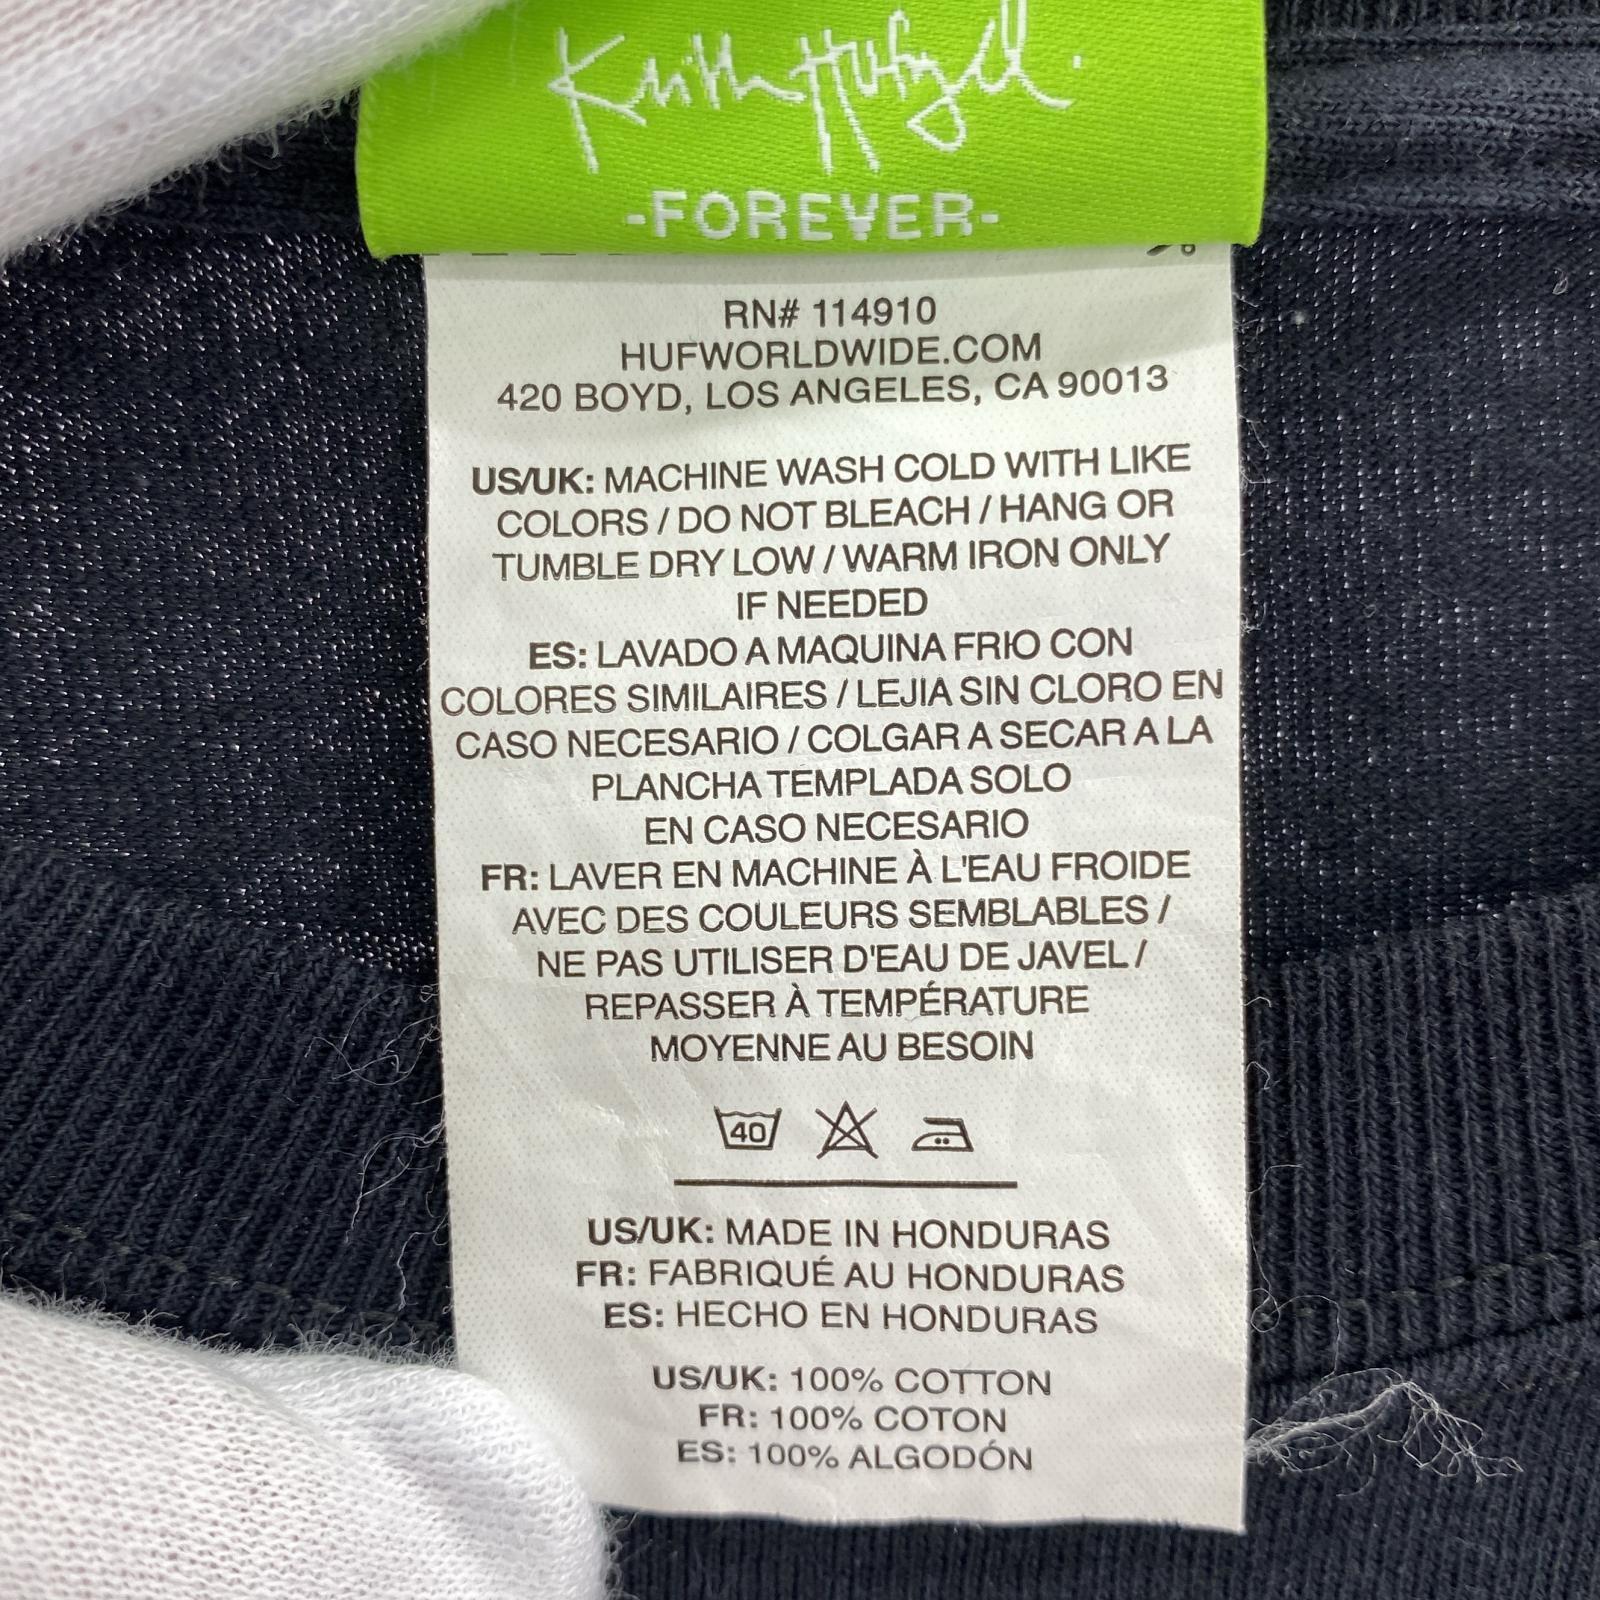 Keith Hufnagel.
-FOREVER-
RN# 114910
HUFWORLDWIDE.COM
420 BOYD, LOS ANGELES, CA 90013
US/UK: MACHINE WASH COLD WITH LIKE
COLORS / DO NOT BLEACH / HANG OR
TUMBLE DRY LOW / WARM IRON ONLY
IF NEEDED
ES: LAVADO A MAQUINA FRIO CON
COLORES SIMILAIRES / LEJIA SIN CLORO EN
CASO NECESARIO / COLGAR A SECAR A LA
PLANCHA TEMPLADA SOLO
EN CASO NECESARIO
FR: LAVER EN MACHINE À L'EAU FROIDE
AVEC DES COULEURS SEMBLABLES /
NE PAS UTILISER D'EAU DE JAVEL /
REPASSER À TEMPÉRATURE
MOYENNE AU BESOIN
40
US/UK: MADE IN HONDURAS
FR: FABRIQUÉ AU HONDURAS
ES: HECHO EN HONDURAS
US/UK: 100% COTTON
FR: 100% COTON
ES: 100% ALGODÓN